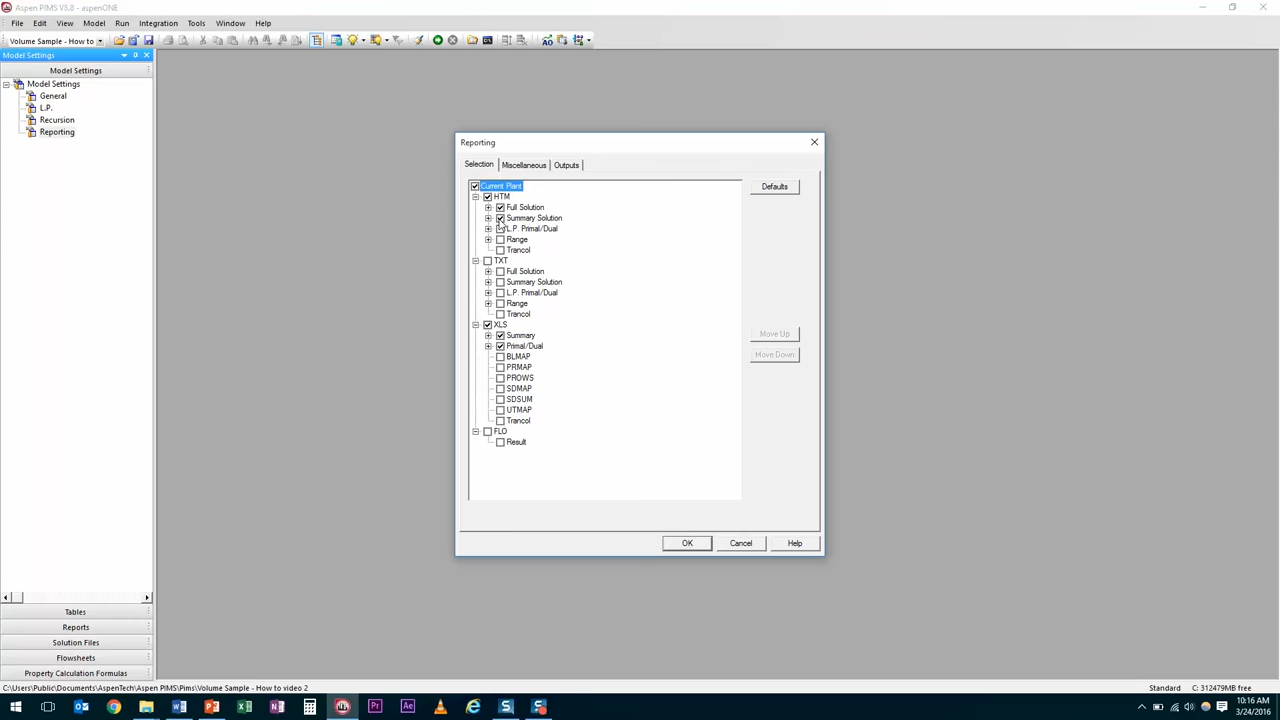 Aspen PIMS V8.8 - aspenONE
File Edit View Model Run Integration Tools Window Help
Volume Sample - How to
Model Settings
Model Settings
Model Settings
General
L.P.
Recursion
Reporting
Reporting
Selection Miscellaneous Outputs
Current Plant
HTM
Full Solution
Summary Solution
L.P. Primal/Dual
Range
Trancol
TXT
Full Solution
Summary Solution
L.P. Primal/Dual
Range
Trancol
XLS
Summary
Primal/Dual
BLMAP
PRMAP
PROWS
SDMAP
SDSUM
UTMAP
Trancol
FLO
Result
Defaults
Move Up
Move Down
OK Cancel Help
Tables
Reports
Solution Files
Flowsheets
Property Calculation Formulas
C:\Users\Public\Documents\AspenTech\Aspen PIMS\Pims\Volume Sample - How to video 2
Standard C: 312479MB free
10:16 AM
3/24/2016